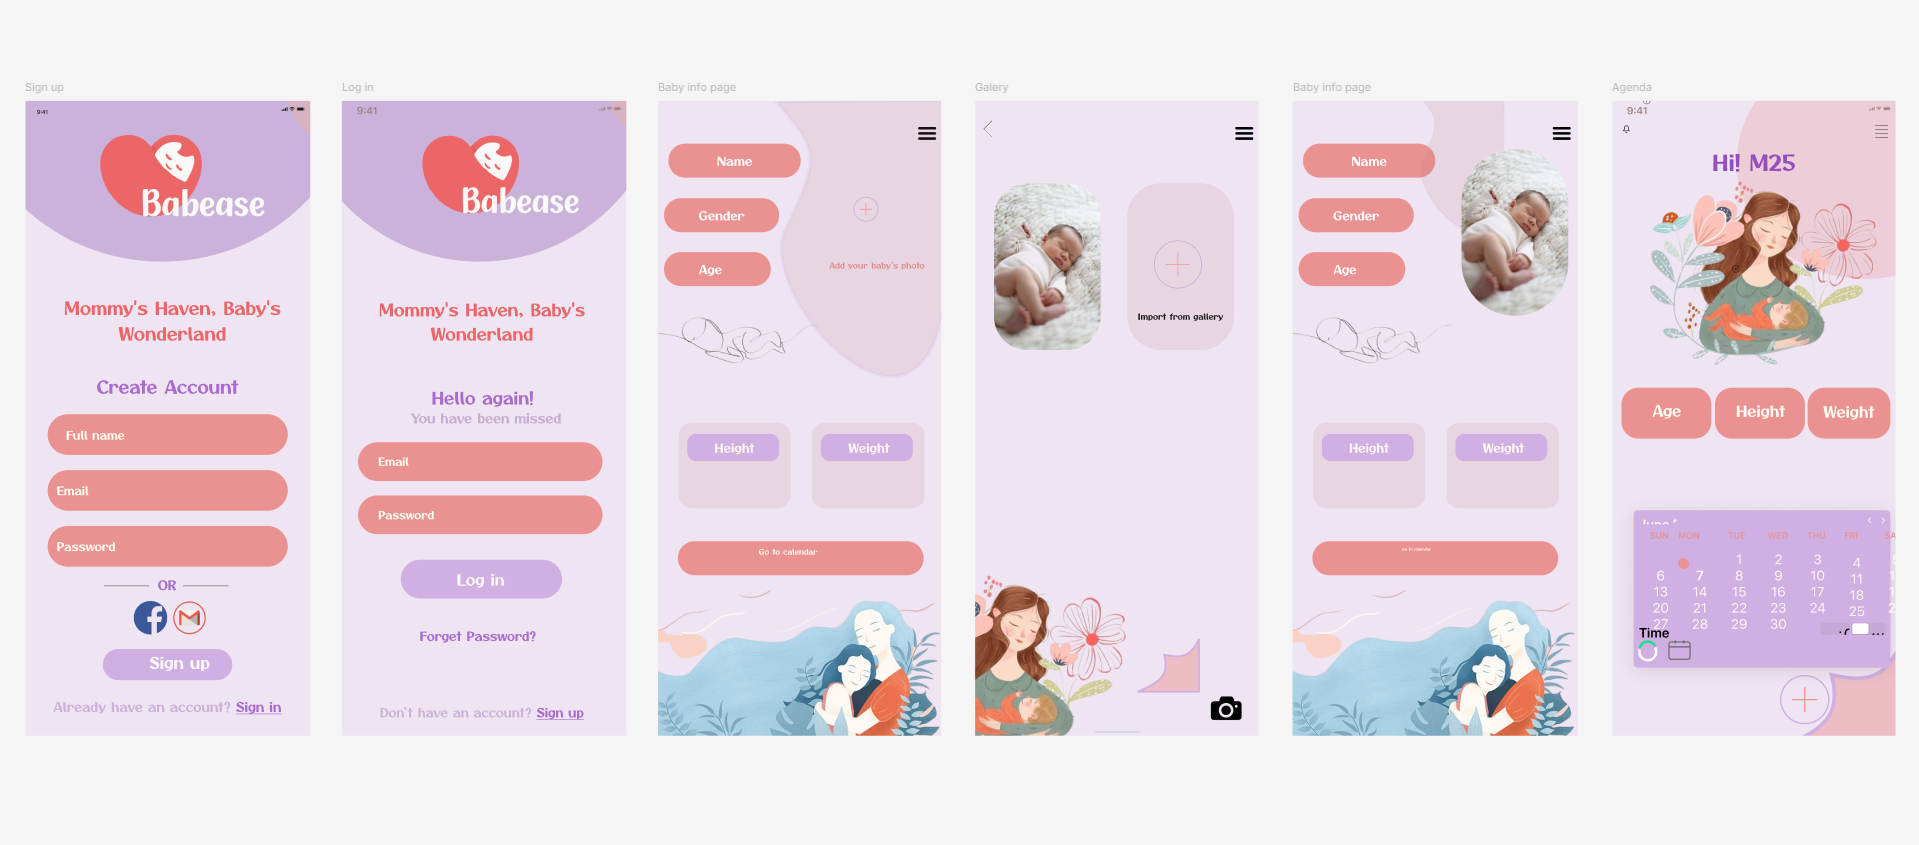 Sign up
9:41
Babease
Mommy's Haven, Baby's
Wonderland
Create Account
Full name
Email
Password
OR
Sign up
Already have an account? Sign in
Log in
9:41
Babease
Mommy's Haven, Baby's
Wonderland
Hello again!
You have been missed
Email
Password
Log in
Forget Password?
Don't have an account? Sign up
Baby info page
Name
Gender
Age
Add your baby's photo
Height
Weight
Go to calendar
Galery
Import from gallery
Baby info page
Name
Gender
Age
Height
Weight
Go to calendar
Agenda
9:41
Hi! M25
Age
Height
Weight
SUN MON TUE WED THU FRI SA
1 2 3 4
6 7 8 9 10 11
13 14 15 16 17 18
20 21 22 23 24 25
27 28 29 30
Time